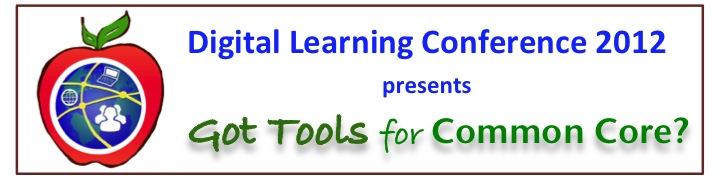 Digital Learning Conference 2012
presents
Got Tools for Common Core?